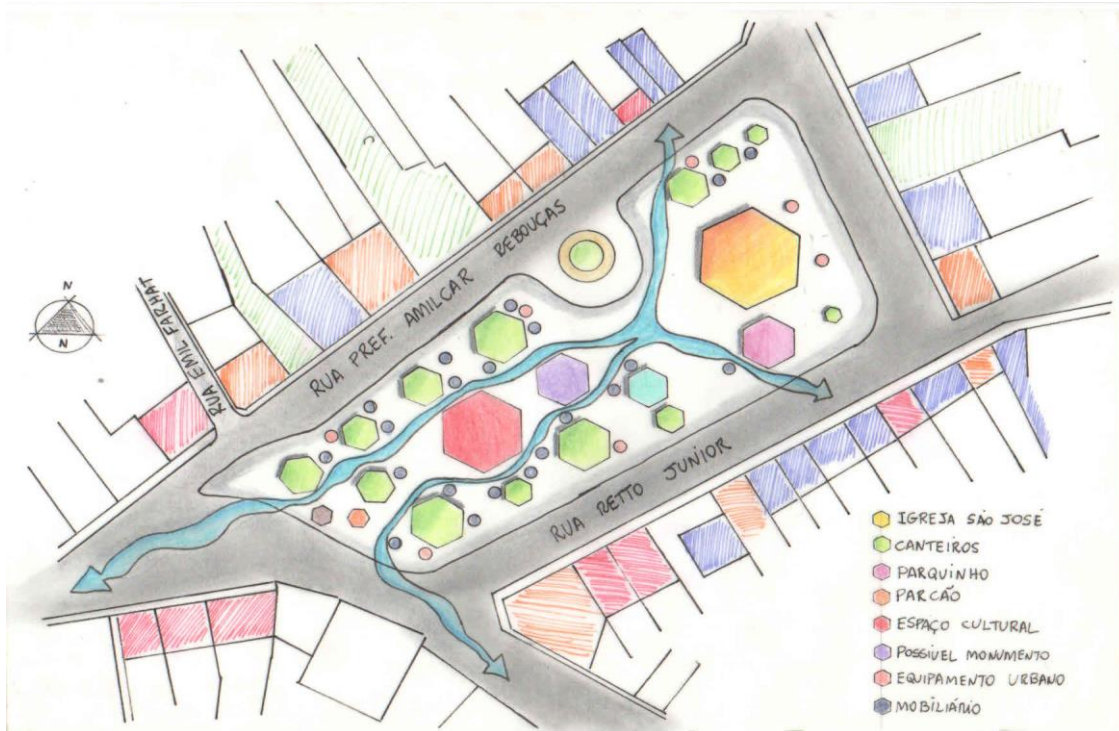 N
N
RUA EMIL FARHAT
RUA PREF. AMILCAR REBOUÇAS
RUA RETTO JUNIOR
IGREJA SÃO JOSÉ
CANTEIROS
PARQUINHO
PARCÃO
ESPAÇO CULTURAL
POSSÍVEL MONUMENTO
EQUIPAMENTO URBANO
MOBILIÁRIO